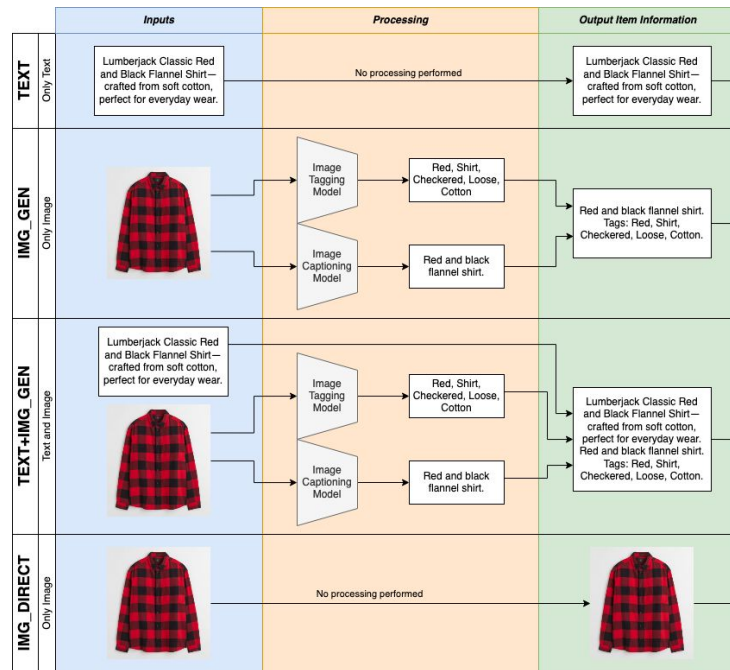 Inputs
Processing
Output Item Information
TEXT
Only Text
Lumberjack Classic Red
and Black Flannel Shirt—
crafted from soft cotton,
perfect for everyday wear.
No processing performed
Lumberjack Classic Red
and Black Flannel Shirt—
crafted from soft cotton,
perfect for everyday wear.
IMG_GEN
Only Image
Image
Tagging
Model
Red, Shirt,
Checkered, Loose,
Cotton
Image
Captioning
Model
Red and black
flannel shirt.
Red and black flannel shirt.
Tags: Red, Shirt,
Checkered, Loose, Cotton.
TEXT+IMG_GEN
Text and Image
Lumberjack Classic Red
and Black Flannel Shirt—
crafted from soft cotton,
perfect for everyday wear.
Image
Tagging
Model
Red, Shirt,
Checkered, Loose,
Cotton
Image
Captioning
Model
Red and black
flannel shirt.
Lumberjack Classic Red
and Black Flannel Shirt—
crafted from soft cotton,
perfect for everyday wear.
Red and black flannel shirt.
Tags: Red, Shirt,
Checkered, Loose, Cotton.
IMG_DIRECT
Only Image
No processing performed